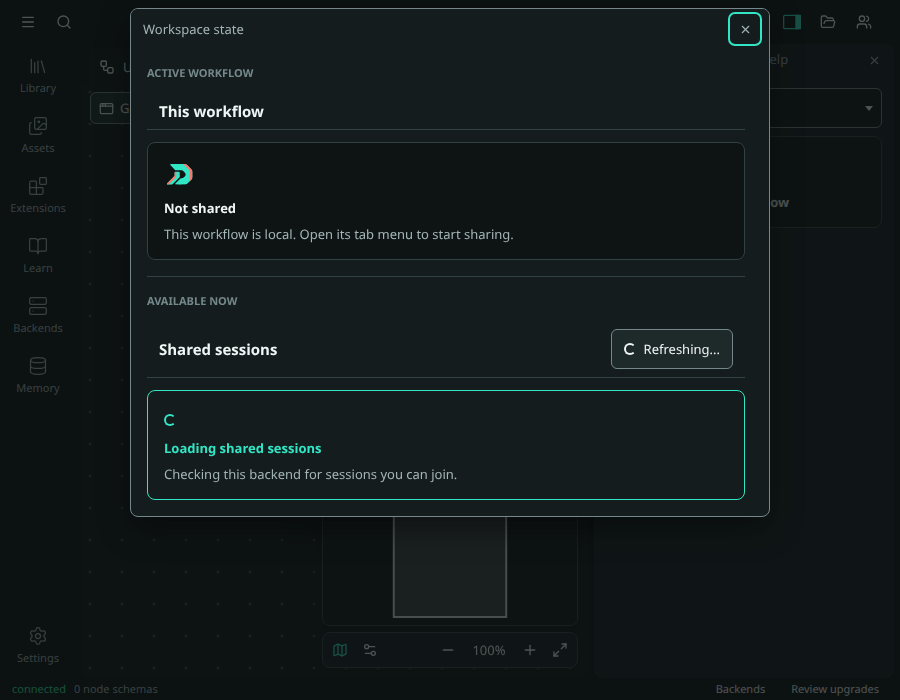 Workspace state
ACTIVE WORKFLOW
This workflow
Not shared
This workflow is local. Open its tab menu to start sharing.
AVAILABLE NOW
Shared sessions
Refreshing...
Loading shared sessions
Checking this backend for sessions you can join.
Library
Assets
Extensions
Learn
Backends
Memory
Settings
100%
connected
0 node schemas
Backends
Review upgrades